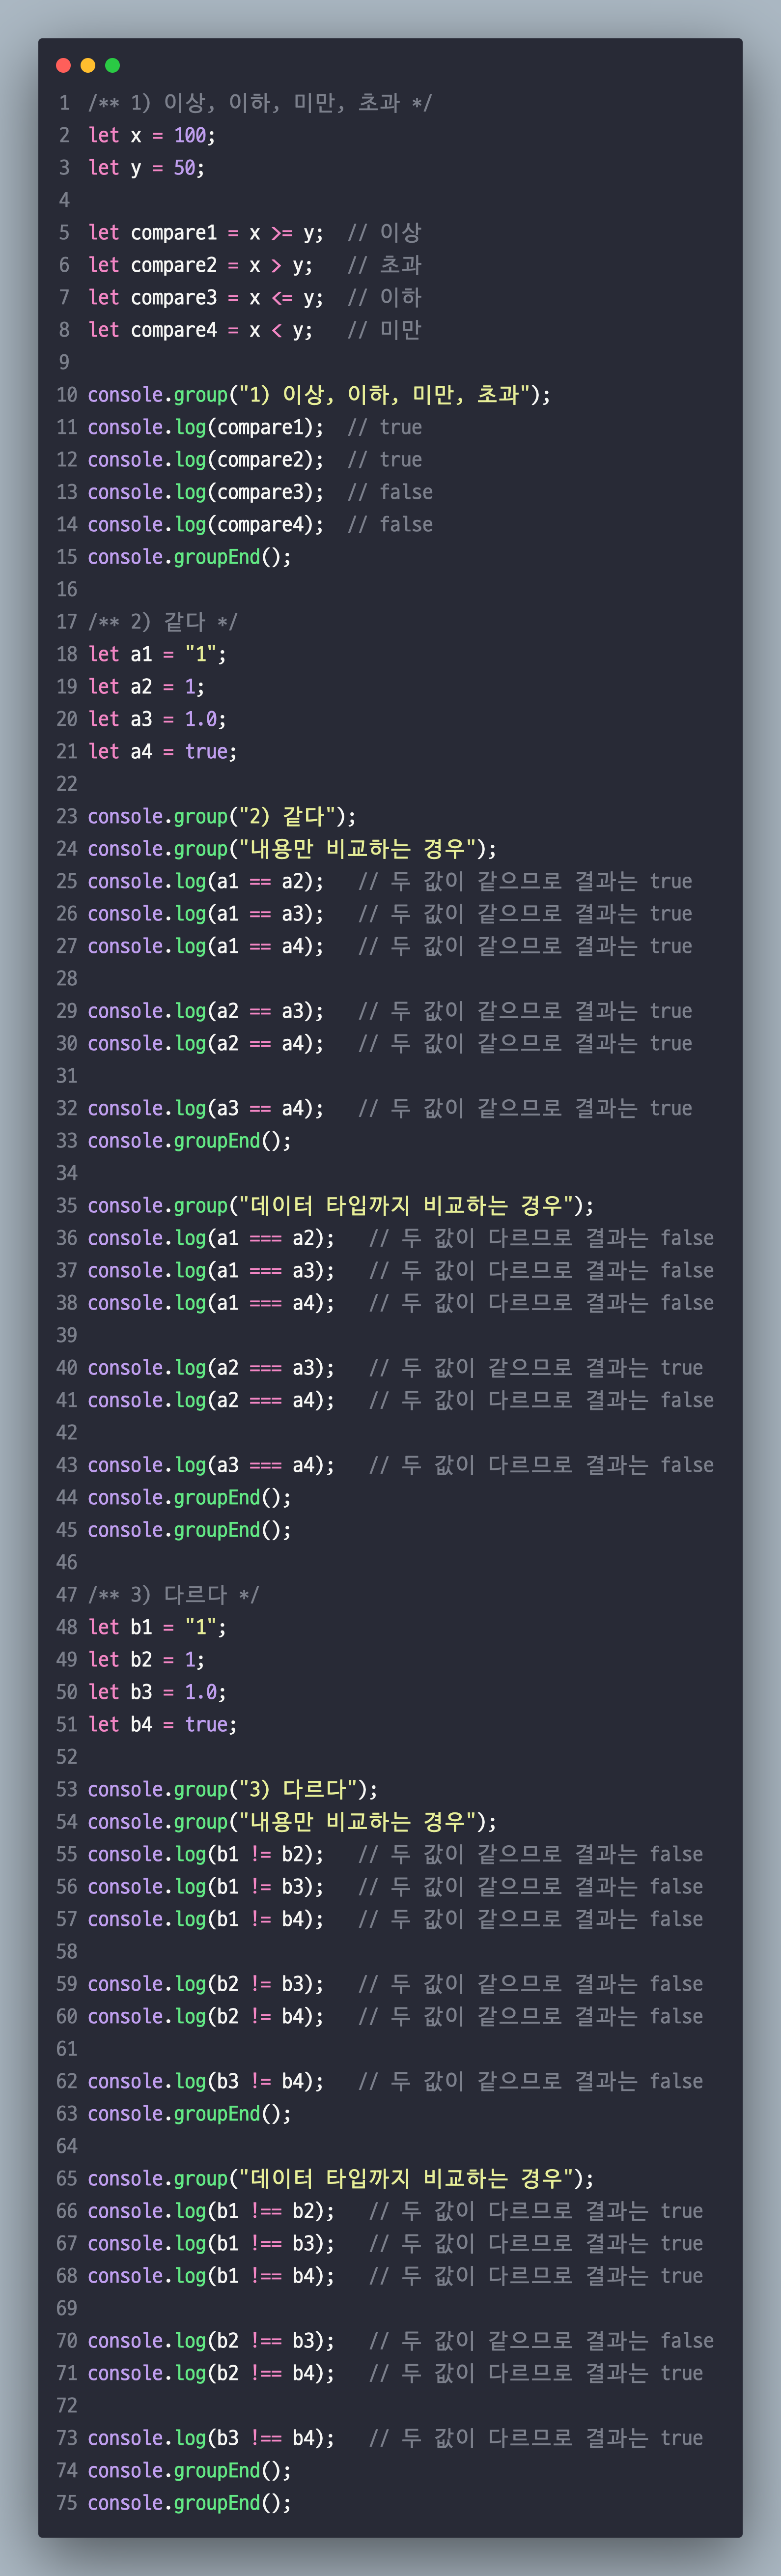 1 /** 1) 이상, 이하, 미만, 초과 */
2 let x = 100;
3 let y = 50;
4
5 let compare1 = x >= y;  // 이상
6 let compare2 = x > y;   // 초과
7 let compare3 = x <= y;  // 이하
8 let compare4 = x < y;   // 미만
9
10 console.group("1) 이상, 이하, 미만, 초과");
11 console.log(compare1);  // true
12 console.log(compare2);  // true
13 console.log(compare3);  // false
14 console.log(compare4);  // false
15 console.groupEnd();
16
17 /** 2) 같다 */
18 let a1 = "1";
19 let a2 = 1;
20 let a3 = 1.0;
21 let a4 = true;
22
23 console.group("2) 같다");
24 console.group("내용만 비교하는 경우");
25 console.log(a1 == a2);   // 두 값이 같으므로 결과는 true
26 console.log(a1 == a3);   // 두 값이 같으므로 결과는 true
27 console.log(a1 == a4);   // 두 값이 같으므로 결과는 true
28
29 console.log(a2 == a3);   // 두 값이 같으므로 결과는 true
30 console.log(a2 == a4);   // 두 값이 같으므로 결과는 true
31
32 console.log(a3 == a4);   // 두 값이 같으므로 결과는 true
33 console.groupEnd();
34
35 console.group("데이터 타입까지 비교하는 경우");
36 console.log(a1 === a2);   // 두 값이 다르므로 결과는 false
37 console.log(a1 === a3);   // 두 값이 다르므로 결과는 false
38 console.log(a1 === a4);   // 두 값이 다르므로 결과는 false
39
40 console.log(a2 === a3);   // 두 값이 같으므로 결과는 true
41 console.log(a2 === a4);   // 두 값이 다르므로 결과는 false
42
43 console.log(a3 === a4);   // 두 값이 다르므로 결과는 false
44 console.groupEnd();
45 console.groupEnd();
46
47 /** 3) 다르다 */
48 let b1 = "1";
49 let b2 = 1;
50 let b3 = 1.0;
51 let b4 = true;
52
53 console.group("3) 다르다");
54 console.group("내용만 비교하는 경우");
55 console.log(b1 != b2);   // 두 값이 같으므로 결과는 false
56 console.log(b1 != b3);   // 두 값이 같으므로 결과는 false
57 console.log(b1 != b4);   // 두 값이 같으므로 결과는 false
58
59 console.log(b2 != b3);   // 두 값이 같으므로 결과는 false
60 console.log(b2 != b4);   // 두 값이 같으므로 결과는 false
61
62 console.log(b3 != b4);   // 두 값이 같으므로 결과는 false
63 console.groupEnd();
64
65 console.group("데이터 타입까지 비교하는 경우");
66 console.log(b1 !== b2);   // 두 값이 다르므로 결과는 true
67 console.log(b1 !== b3);   // 두 값이 다르므로 결과는 true
68 console.log(b1 !== b4);   // 두 값이 다르므로 결과는 true
69
70 console.log(b2 !== b3);   // 두 값이 같으므로 결과는 false
71 console.log(b2 !== b4);   // 두 값이 다르므로 결과는 true
72
73 console.log(b3 !== b4);   // 두 값이 다르므로 결과는 true
74 console.groupEnd();
75 console.groupEnd();